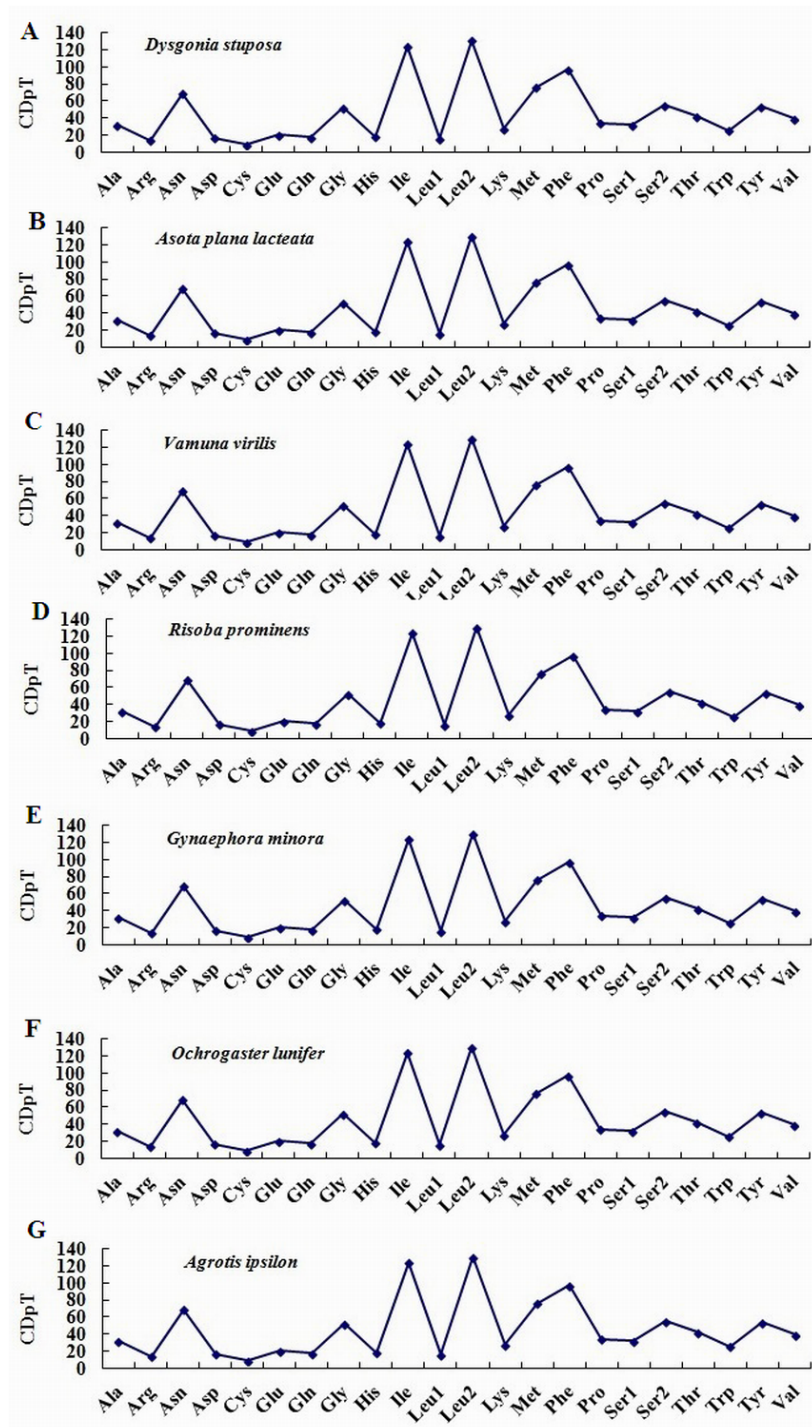 A
Dysgonia stuposa
CDpT
140
120
100
80
60
40
20
0
Ala Arg Asn Asp Cys Glu Gln Gly His Ile Leu1 Leu2 Lys Met Phe Pro Ser1 Ser2 Thr Trp Tyr Val
B
Asota plana lacteata
CDpT
140
120
100
80
60
40
20
0
Ala Arg Asn Asp Cys Glu Gln Gly His Ile Leu1 Leu2 Lys Met Phe Pro Ser1 Ser2 Thr Trp Tyr Val
C
Vamuna virilis
CDpT
140
120
100
80
60
40
20
0
Ala Arg Asn Asp Cys Glu Gln Gly His Ile Leu1 Leu2 Lys Met Phe Pro Ser1 Ser2 Thr Trp Tyr Val
D
Risoba prominens
CDpT
140
120
100
80
60
40
20
0
Ala Arg Asn Asp Cys Glu Gln Gly His Ile Leu1 Leu2 Lys Met Phe Pro Ser1 Ser2 Thr Trp Tyr Val
E
Gynaephora minora
CDpT
140
120
100
80
60
40
20
0
Ala Arg Asn Asp Cys Glu Gln Gly His Ile Leu1 Leu2 Lys Met Phe Pro Ser1 Ser2 Thr Trp Tyr Val
F
Ochrogaster lunifer
CDpT
140
120
100
80
60
40
20
0
Ala Arg Asn Asp Cys Glu Gln Gly His Ile Leu1 Leu2 Lys Met Phe Pro Ser1 Ser2 Thr Trp Tyr Val
G
Agrotis ipsilon
CDpT
140
120
100
80
60
40
20
0
Ala Arg Asn Asp Cys Glu Gln Gly His Ile Leu1 Leu2 Lys Met Phe Pro Ser1 Ser2 Thr Trp Tyr Val